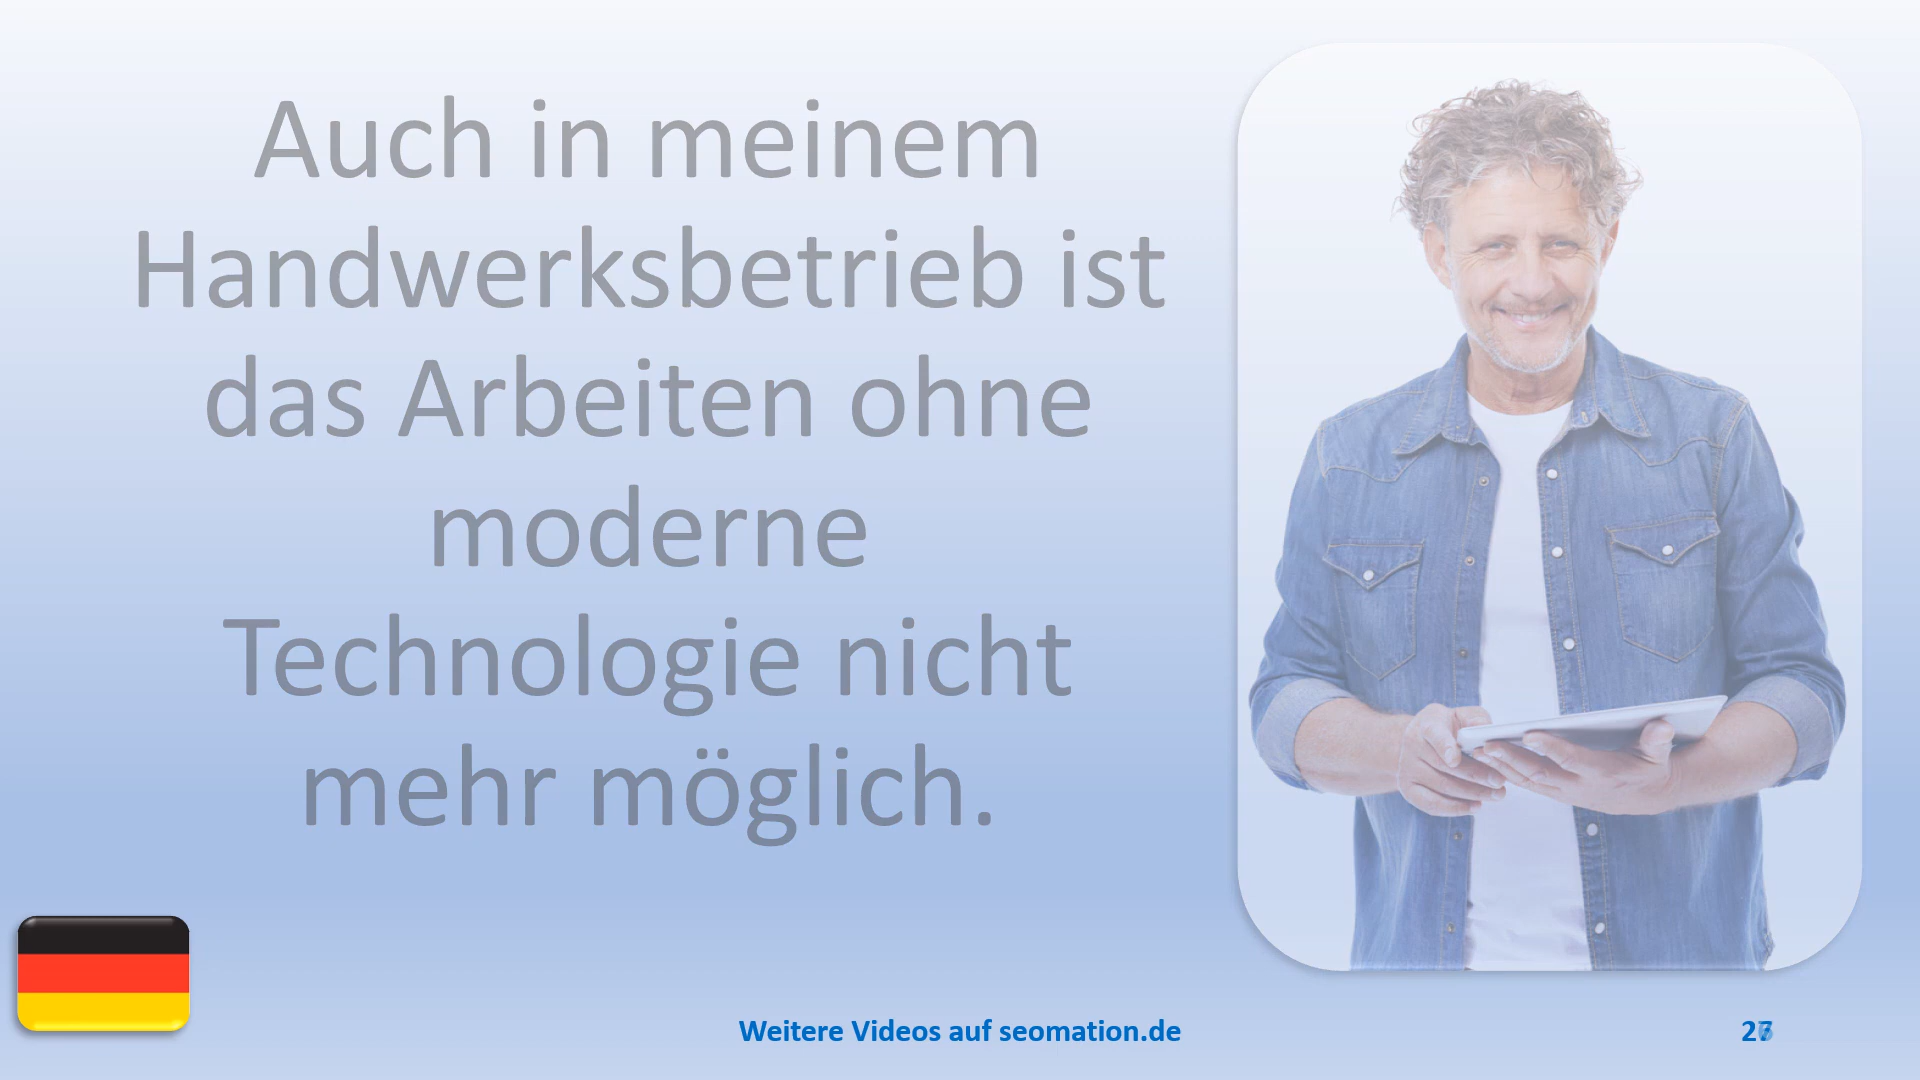 Auch in meinem
Handwerksbetrieb ist
das Arbeiten ohne
moderne
Technologie nicht
mehr möglich.
Weitere Videos auf seomation.de